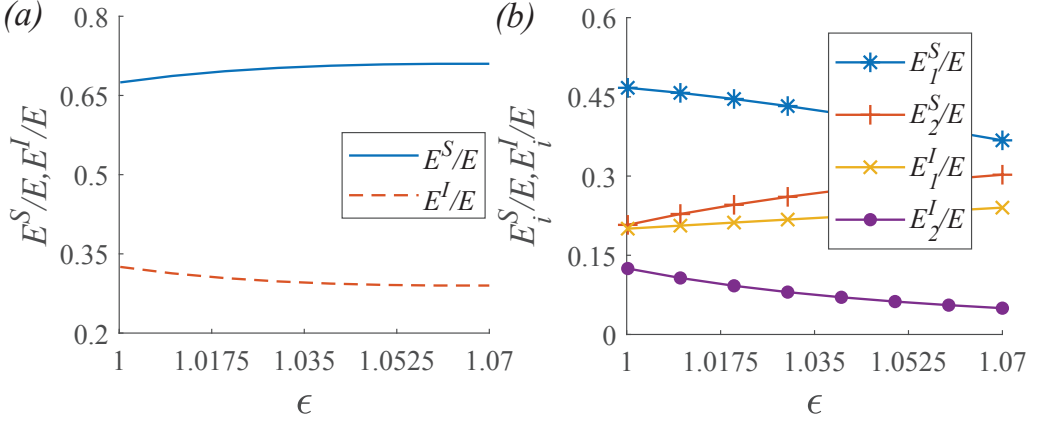 (a)
0.8
0.65
0.5
0.35
0.2
E^S/E, E^I/E
E^S/E
E^I/E
1 1.0175 1.035 1.0525 1.07
ϵ
(b)
0.6
0.45
0.3
0.15
0
E_i^S/E, E_i^I/E
E_1^S/E
E_2^S/E
E_1^I/E
E_2^I/E
1 1.0175 1.035 1.0525 1.07
ϵ